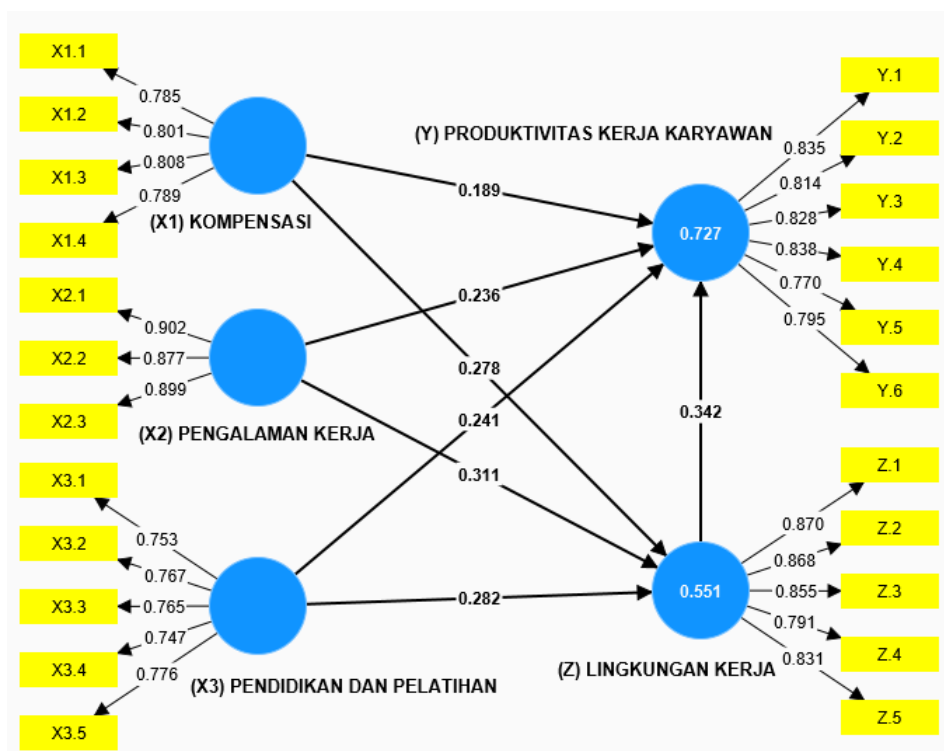 X1.1
X1.2
X1.3
X1.4
0.785
0.801
0.808
0.789
(X1) KOMPENSASI
X2.1
X2.2
X2.3
0.902
0.877
0.899
(X2) PENGALAMAN KERJA
X3.1
X3.2
X3.3
X3.4
X3.5
0.753
0.767
0.765
0.747
0.776
(X3) PENDIDIKAN DAN PELATIHAN
0.189
0.236
0.278
0.241
0.311
0.282
0.342
(Y) PRODUKTIVITAS KERJA KARYAWAN
0.727
0.835
0.814
0.828
0.838
0.770
0.795
Y.1
Y.2
Y.3
Y.4
Y.5
Y.6
0.551
(Z) LINGKUNGAN KERJA
0.870
0.868
0.855
0.791
0.831
Z.1
Z.2
Z.3
Z.4
Z.5